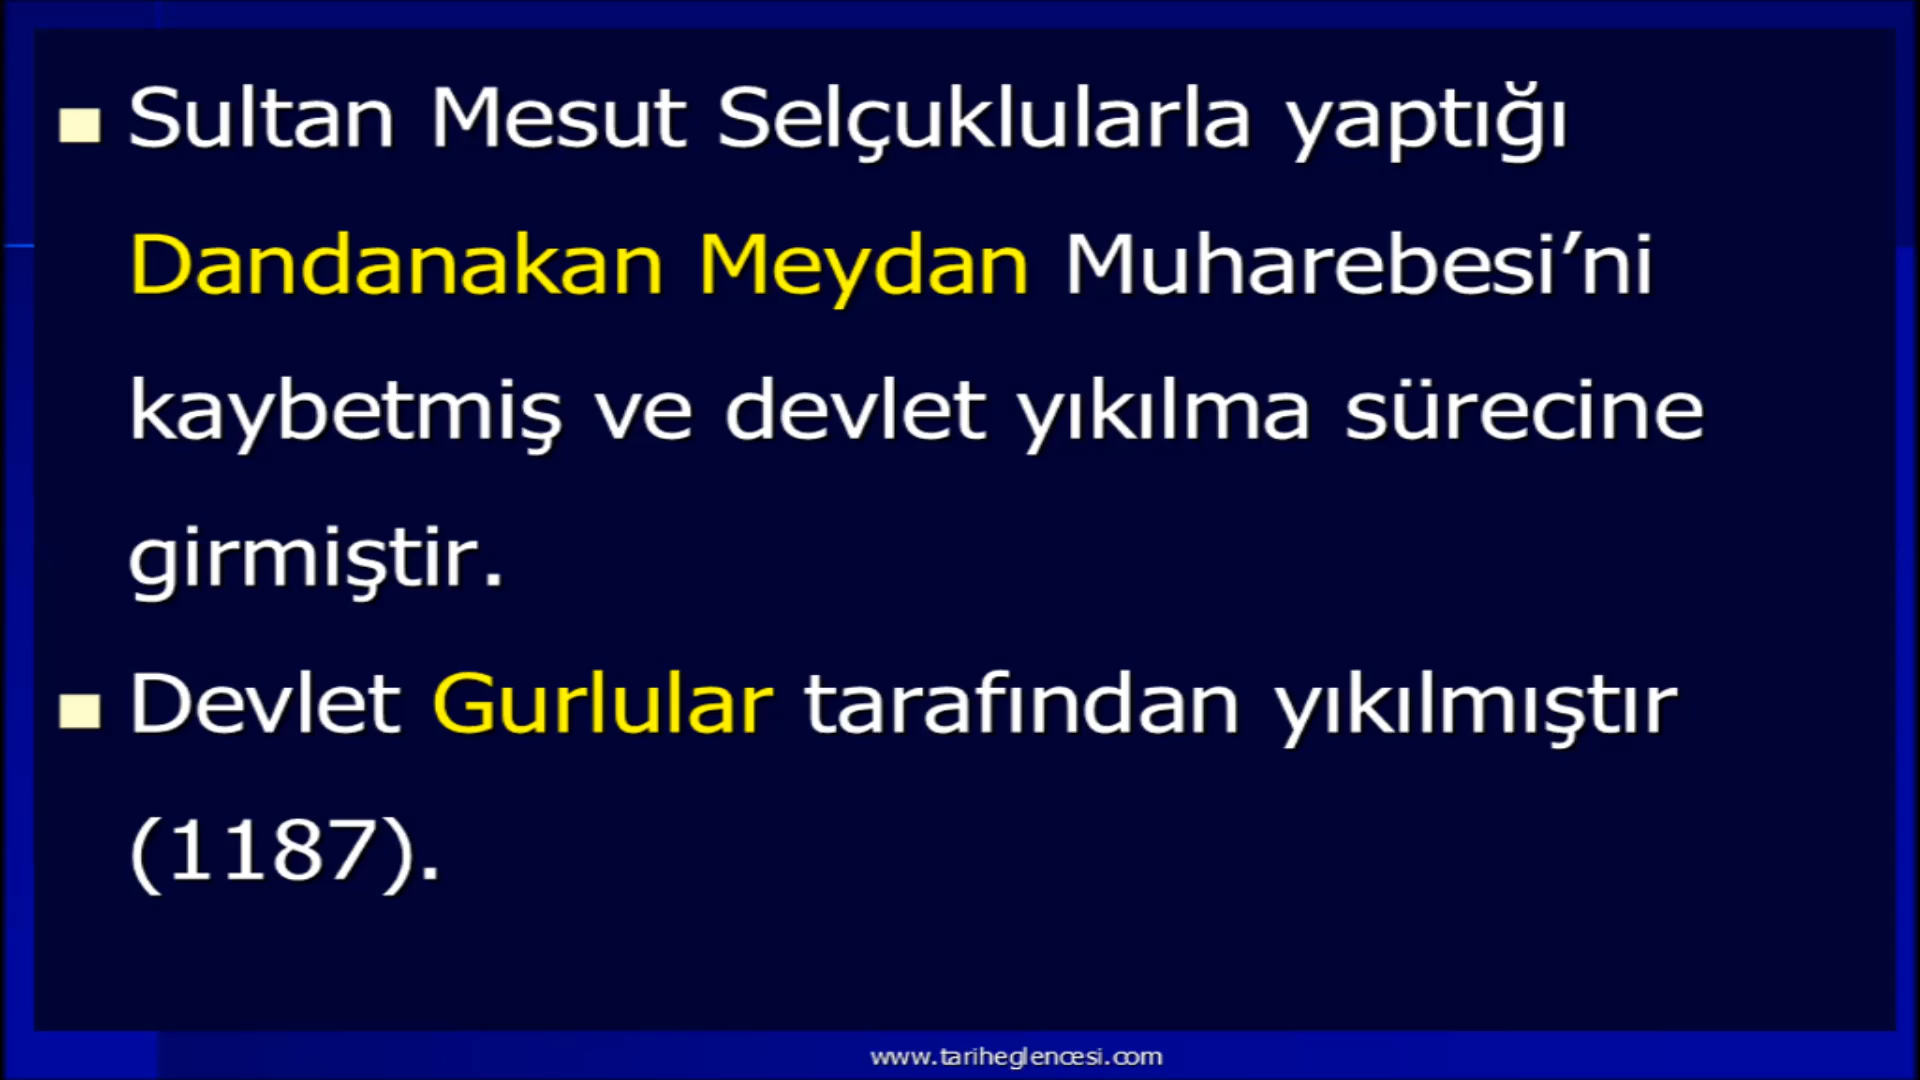 Sultan Mesut Selçuklularla yaptığı
Dandanakan Meydan Muharebesi’ni
kaybetmiş ve devlet yıkılma sürecine
girmiştir.
Devlet Gurlular tarafından yıkılmıştır
(1187).
www.tariheglencesi.com